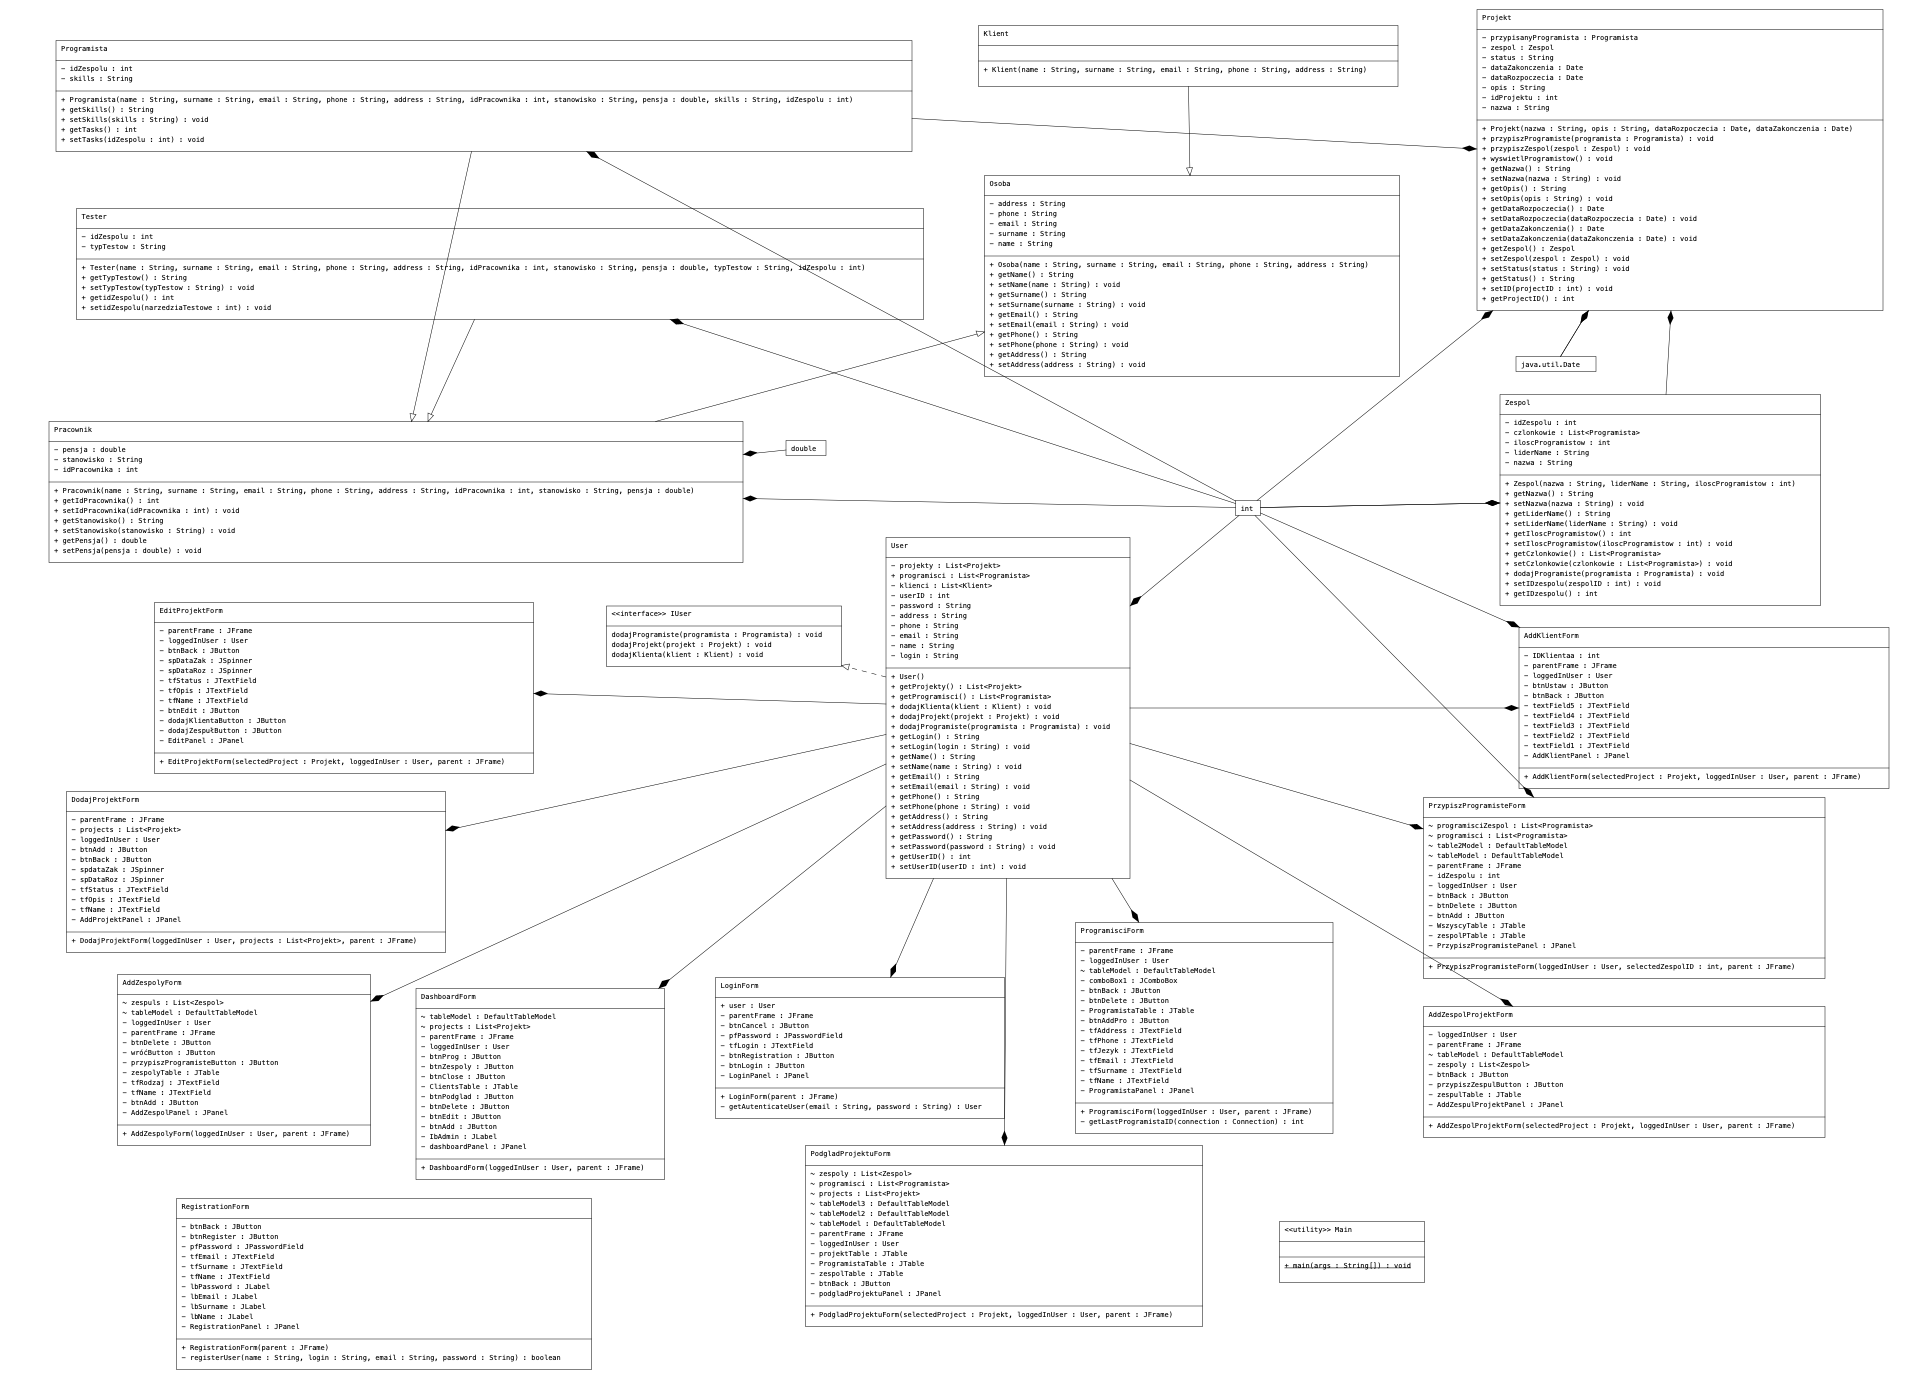 Programista
− idZespolu : int
− skills : String
+ Programista(name : String, surname : String, email : String, phone : String, address : String, idPracownika : int, stanowisko : String, pensja : double, skills : String, idZespolu : int)
+ getSkills() : String
+ setSkills(skills : String) : void
+ getTasks() : int
+ setTasks(idZespolu : int) : void
Klient
+ Klient(name : String, surname : String, email : String, phone : String, address : String)
Projekt
− przypisanyProgramista : Programista
− zespol : Zespol
− status : String
− dataZakonczenia : Date
− dataRozpoczecia : Date
− opis : String
− idProjektu : int
− nazwa : String
+ Projekt(nazwa : String, opis : String, dataRozpoczecia : Date, dataZakonczenia : Date)
+ przypiszProgramiste(programista : Programista) : void
+ przypiszZespol(zespol : Zespol) : void
+ wyswietlProgramistow() : void
+ getNazwa() : String
+ setNazwa(nazwa : String) : void
+ getOpis() : String
+ setOpis(opis : String) : void
+ getDataRozpoczecia() : Date
+ setDataRozpoczecia(dataRozpoczecia : Date) : void
+ getDataZakonczenia() : Date
+ setDataZakonczenia(dataZakonczenia : Date) : void
+ getZespol() : Zespol
+ setZespol(zespol : Zespol) : void
+ setStatus(status : String) : void
+ getStatus() : String
+ setID(projectID : int) : void
+ getProjectID() : int
Tester
− idZespolu : int
− typTestow : String
+ Tester(name : String, surname : String, email : String, phone : String, address : String, idPracownika : int, stanowisko : String, pensja : double, typTestow : String, idZespolu : int)
+ getTypTestow() : String
+ setTypTestow(typTestow : String) : void
+ getidZespolu() : int
+ setidZespolu(narzedziaTestowe : int) : void
Osoba
− address : String
− phone : String
− email : String
− surname : String
− name : String
+ Osoba(name : String, surname : String, email : String, phone : String, address : String)
+ getName() : String
+ setName(name : String) : void
+ getSurname() : String
+ setSurname(surname : String) : void
+ getEmail() : String
+ setEmail(email : String) : void
+ getPhone() : String
+ setPhone(phone : String) : void
+ getAddress() : String
+ setAddress(address : String) : void
java.util.Date
Pracownik
− pensja : double
− stanowisko : String
− idPracownika : int
+ Pracownik(name : String, surname : String, email : String, phone : String, address : String, idPracownika : int, stanowisko : String, pensja : double)
+ getIdPracownika() : int
+ setIdPracownika(idPracownika : int) : void
+ getStanowisko() : String
+ setStanowisko(stanowisko : String) : void
+ getPensja() : double
+ setPensja(pensja : double) : void
double
int
Zespol
− idZespolu : int
− czlonkowie : List<Programista>
− iloscProgramistow : int
− liderName : String
− nazwa : String
+ Zespol(nazwa : String, liderName : String, iloscProgramistow : int)
+ getNazwa() : String
+ setNazwa(nazwa : String) : void
+ getLiderName() : String
+ setLiderName(liderName : String) : void
+ getIloscProgramistow() : int
+ setIloscProgramistow(iloscProgramistow : int) : void
+ getCzlonkowie() : List<Programista>
+ setCzlonkowie(czlonkowie : List<Programista>) : void
+ dodajProgramiste(programista : Programista) : void
+ setIDzespolu(zespolID : int) : void
+ getIDzespolu() : int
User
− projekty : List<Projekt>
+ programisci : List<Programista>
− klienci : List<Klient>
− userID : int
− password : String
− address : String
− phone : String
− email : String
− name : String
− login : String
+ User()
+ getProjekty() : List<Projekt>
+ getProgramisci() : List<Programista>
+ dodajKlienta(klient : Klient) : void
+ dodajProjekt(projekt : Projekt) : void
+ dodajProgramiste(programista : Programista) : void
+ getLogin() : String
+ setLogin(login : String) : void
+ getName() : String
+ setName(name : String) : void
+ getEmail() : String
+ setEmail(email : String) : void
+ getPhone() : String
+ setPhone(phone : String) : void
+ getAddress() : String
+ setAddress(address : String) : void
+ getPassword() : String
+ setPassword(password : String) : void
+ getUserID() : int
+ setUserID(userID : int) : void
EditProjektForm
− parentFrame : JFrame
− loggedInUser : User
− btnBack : JButton
− spDataZak : JSpinner
− spDataRoz : JSpinner
− tfStatus : JTextField
− tfOpis : JTextField
− tfName : JTextField
− btnEdit : JButton
− dodajKlientaButton : JButton
− dodajZespułButton : JButton
− EditPanel : JPanel
+ EditProjektForm(selectedProject : Projekt, loggedInUser : User, parent : JFrame)
<<interface>> IUser
dodajProgramiste(programista : Programista) : void
dodajProjekt(projekt : Projekt) : void
dodajKlienta(klient : Klient) : void
AddKlientForm
− IDKlientaa : int
− parentFrame : JFrame
− loggedInUser : User
− btnUstaw : JButton
− btnBack : JButton
− textField5 : JTextField
− textField4 : JTextField
− textField3 : JTextField
− textField2 : JTextField
− textField1 : JTextField
− AddKlientPanel : JPanel
+ AddKlientForm(selectedProject : Projekt, loggedInUser : User, parent : JFrame)
DodajProjektForm
− parentFrame : JFrame
− projects : List<Projekt>
− loggedInUser : User
− btnAdd : JButton
− btnBack : JButton
− spdataZak : JSpinner
− spDataRoz : JSpinner
− tfStatus : JTextField
− tfOpis : JTextField
− tfName : JTextField
− AddProjektPanel : JPanel
+ DodajProjektForm(loggedInUser : User, projects : List<Projekt>, parent : JFrame)
PrzypiszProgramisteForm
~ programisciZespol : List<Programista>
~ programisci : List<Programista>
~ table2Model : DefaultTableModel
~ tableModel : DefaultTableModel
− parentFrame : JFrame
− idZespolu : int
− loggedInUser : User
− btnBack : JButton
− btnDelete : JButton
− btnAdd : JButton
− WszyscyTable : JTable
− zespolPTable : JTable
− PrzypiszProgramistePanel : JPanel
+ PrzypiszProgramisteForm(loggedInUser : User, selectedZespolID : int, parent : JFrame)
AddZespolyForm
~ zespuls : List<Zespol>
~ tableModel : DefaultTableModel
− loggedInUser : User
− parentFrame : JFrame
− btnDelete : JButton
− wróćButton : JButton
− przypiszProgramisteButton : JButton
− zespolyTable : JTable
− tfRodzaj : JTextField
− tfName : JTextField
− btnAdd : JButton
− AddZespolPanel : JPanel
+ AddZespolyForm(loggedInUser : User, parent : JFrame)
DashboardForm
~ tableModel : DefaultTableModel
~ projects : List<Projekt>
− parentFrame : JFrame
− loggedInUser : User
− btnProg : JButton
− btnZespoly : JButton
− btnClose : JButton
− ClientsTable : JTable
− btnPodglad : JButton
− btnDelete : JButton
− btnEdit : JButton
− btnAdd : JButton
− IbAdmin : JLabel
− dashboardPanel : JPanel
+ DashboardForm(loggedInUser : User, parent : JFrame)
LoginForm
+ user : User
− parentFrame : JFrame
− btnCancel : JButton
− pfPassword : JPasswordField
− tfLogin : JTextField
− btnRegistration : JButton
− btnLogin : JButton
− LoginPanel : JPanel
+ LoginForm(parent : JFrame)
− getAutenticateUser(email : String, password : String) : User
ProgramisciForm
− parentFrame : JFrame
− loggedInUser : User
~ tableModel : DefaultTableModel
− comboBox1 : JComboBox
− btnBack : JButton
− btnDelete : JButton
− ProgramistaTable : JTable
− btnAddPro : JButton
− tfAddress : JTextField
− tfPhone : JTextField
− tfJezyk : JTextField
− tfEmail : JTextField
− tfSurname : JTextField
− tfName : JTextField
− ProgramistaPanel : JPanel
+ ProgramisciForm(loggedInUser : User, parent : JFrame)
− getLastProgramistaID(connection : Connection) : int
AddZespolProjektForm
− loggedInUser : User
− parentFrame : JFrame
~ tableModel : DefaultTableModel
− zespoly : List<Zespol>
− btnBack : JButton
− przypiszZespulButton : JButton
− zespulTable : JTable
− AddZespulProjektPanel : JPanel
+ AddZespolProjektForm(selectedProject : Projekt, loggedInUser : User, parent : JFrame)
PodgladProjektuForm
~ zespoly : List<Zespol>
~ programisci : List<Programista>
~ projects : List<Projekt>
~ tableModel3 : DefaultTableModel
~ tableModel2 : DefaultTableModel
~ tableModel : DefaultTableModel
− parentFrame : JFrame
− loggedInUser : User
− projektTable : JTable
− ProgramistaTable : JTable
− zespolTable : JTable
− btnBack : JButton
− podgladProjektuPanel : JPanel
+ PodgladProjektuForm(selectedProject : Projekt, loggedInUser : User, parent : JFrame)
RegistrationForm
− btnBack : JButton
− btnRegister : JButton
− pfPassword : JPasswordField
− tfEmail : JTextField
− tfSurname : JTextField
− tfName : JTextField
− lbPassword : JLabel
− lbEmail : JLabel
− lbSurname : JLabel
− lbName : JLabel
− RegistrationPanel : JPanel
+ RegistrationForm(parent : JFrame)
− registerUser(name : String, login : String, email : String, password : String) : boolean
<<utility>> Main
+ main(args : String[]) : void